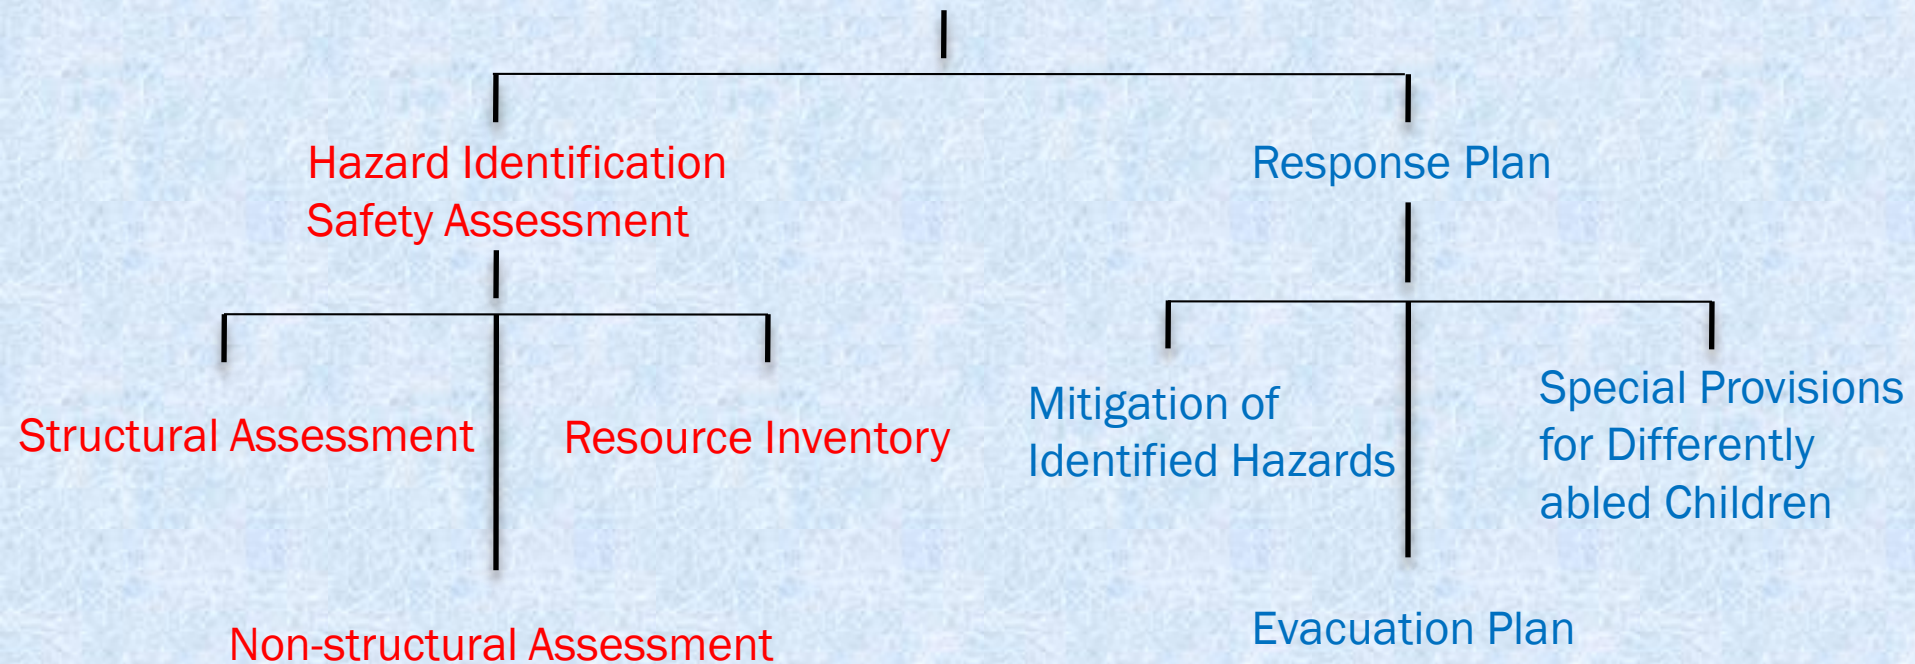 Hazard Identification
Safety Assessment
Response Plan
Structural Assessment
Resource Inventory
Mitigation of
Identified Hazards
Special Provisions
for Differently
abled Children
Non-structural Assessment
Evacuation Plan